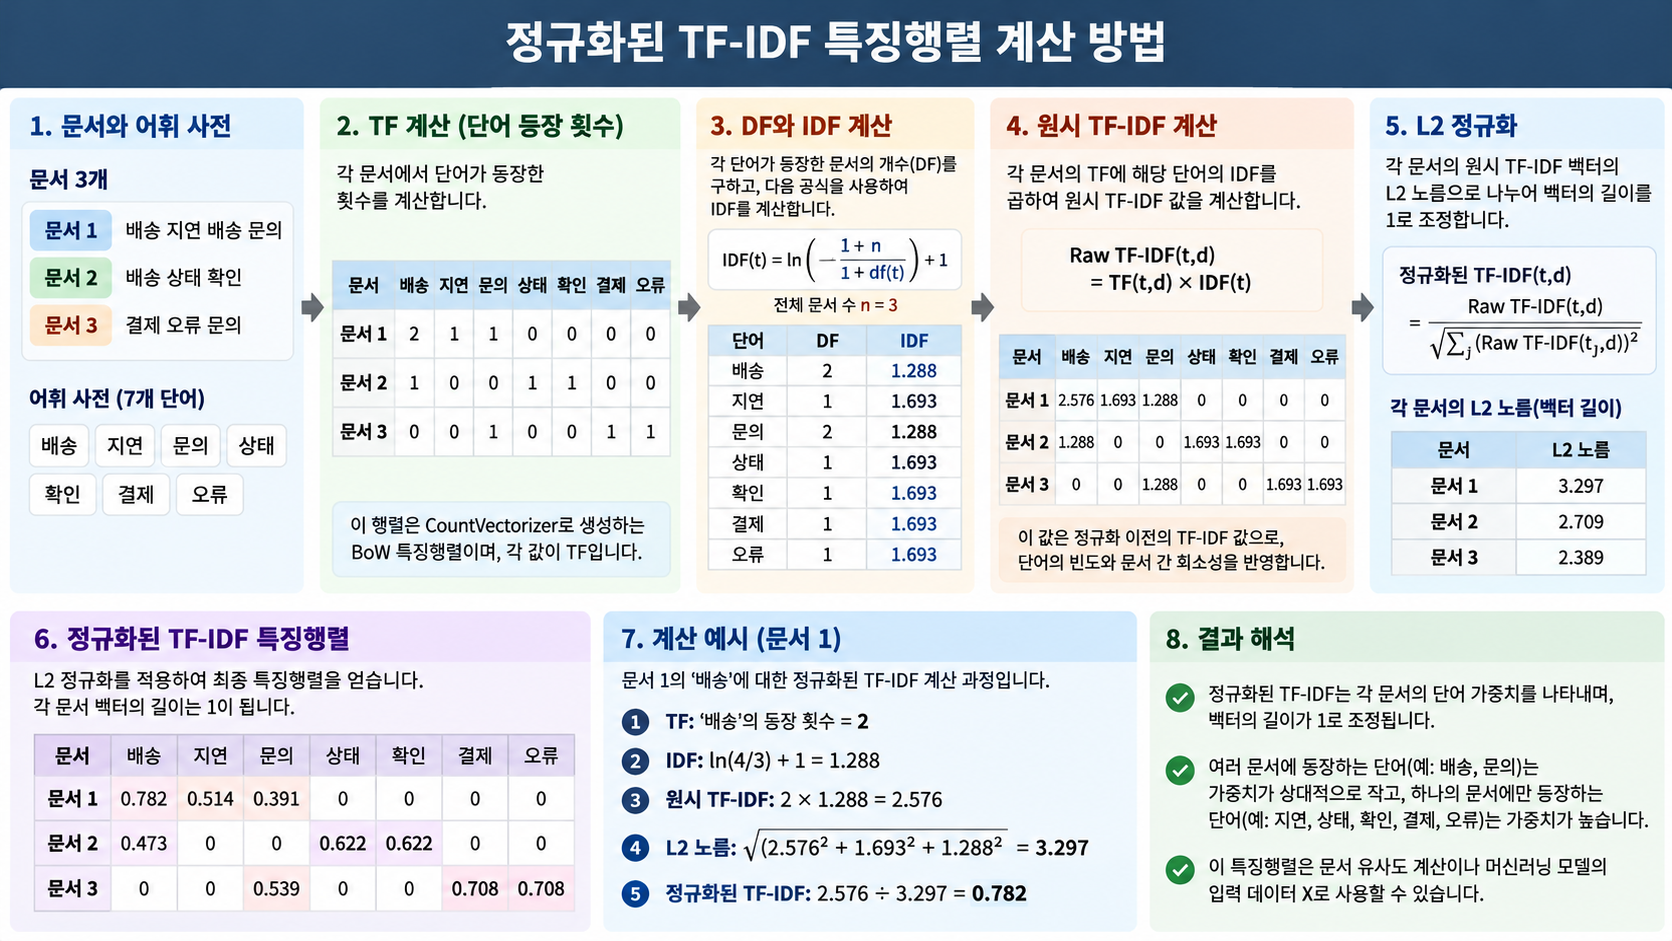 정규화된 TF-IDF 특징행렬 계산 방법
1. 문서와 어휘 사전
문서 3개
문서 1 배송 지연 배송 문의
문서 2 배송 상태 확인
문서 3 결제 오류 문의
어휘 사전 (7개 단어)
배송 지연 문의 상태
확인 결제 오류
2. TF 계산 (단어 등장 횟수)
각 문서에서 단어가 등장한
횟수를 계산합니다.
문서 배송 지연 문의 상태 확인 결제 오류
문서 1 2 1 1 0 0 0 0
문서 2 1 0 0 1 1 0 0
문서 3 0 0 1 0 0 1 1
이 행렬은 CountVectorizer로 생성하는
BoW 특징행렬이며, 각 값이 TF입니다.
3. DF와 IDF 계산
각 단어가 등장한 문서의 개수(DF)를
구하고, 다음 공식을 사용하여
IDF를 계산합니다.
IDF(t) = ln(−(1 + n)/(1 + df(t))) + 1
전체 문서 수 n = 3
단어 DF IDF
배송 2 1.288
지연 1 1.693
문의 2 1.288
상태 1 1.693
확인 1 1.693
결제 1 1.693
오류 1 1.693
4. 원시 TF-IDF 계산
각 문서의 TF에 해당 단어의 IDF를
곱하여 원시 TF-IDF 값을 계산합니다.
Raw TF-IDF(t,d)
= TF(t,d) × IDF(t)
문서 배송 지연 문의 상태 확인 결제 오류
문서 1 2.576 1.693 1.288 0 0 0 0
문서 2 1.288 0 0 1.693 1.693 0 0
문서 3 0 0 1.288 0 0 1.693 1.693
이 값은 정규화 이전의 TF-IDF 값으로,
단어의 빈도와 문서 간 희소성을 반영합니다.
5. L2 정규화
각 문서의 원시 TF-IDF 백터의
L2 노름으로 나누어 백터의 길이를
1로 조정합니다.
정규화된 TF-IDF(t,d)
Raw TF-IDF(t,d)
= √∑j (Raw TF-IDF(tJ,d))²
각 문서의 L2 노름(백터 길이)
문서 L2 노름
문서 1 3.297
문서 2 2.709
문서 3 2.389
6. 정규화된 TF-IDF 특징행렬
L2 정규화를 적용하여 최종 특징행렬을 얻습니다.
각 문서 백터의 길이는 1이 됩니다.
문서 배송 지연 문의 상태 확인 결제 오류
문서 1 0.782 0.514 0.391 0 0 0 0
문서 2 0.473 0 0 0.622 0.622 0 0
문서 3 0 0 0.539 0 0 0.708 0.708
7. 계산 예시 (문서 1)
문서 1의 ‘배송’에 대한 정규화된 TF-IDF 계산 과정입니다.
1 TF: ‘배송’의 등장 횟수 = 2
2 IDF: ln(4/3) + 1 = 1.288
3 원시 TF-IDF: 2 × 1.288 = 2.576
4 L2 노름: √(2.576² + 1.693² + 1.288² = 3.297
5 정규화된 TF-IDF: 2.576 ÷ 3.297 = 0.782
8. 결과 해석
정규화된 TF-IDF는 각 문서의 단어 가중치를 나타내며,
백터의 길이가 1로 조정됩니다.
여러 문서에 등장하는 단어(예: 배송, 문의)는
가중치가 상대적으로 작고, 하나의 문서에만 등장하는
단어(예: 지연, 상태, 확인, 결제, 오류)는 가중치가 높습니다.
이 특징행렬은 문서 유사도 계산이나 머신러닝 모델의
입력 데이터 X로 사용할 수 있습니다.